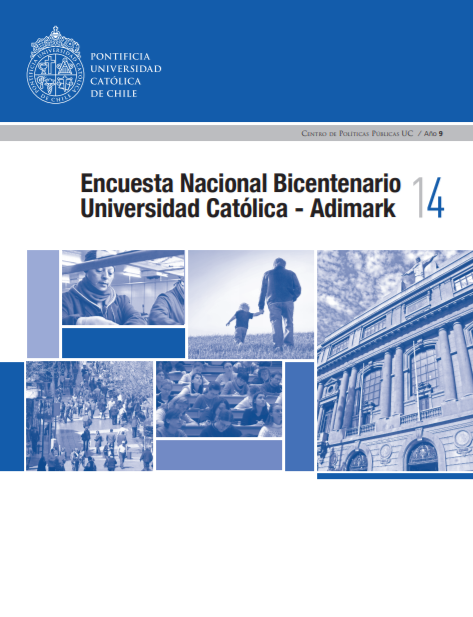 PONTIFICIA
UNIVERSIDAD
CATÓLICA
DE CHILE
CENTRO DE POLÍTICAS PÚBLICAS UC / Año 9
Encuesta Nacional Bicentenario
Universidad Católica - Adimark 14